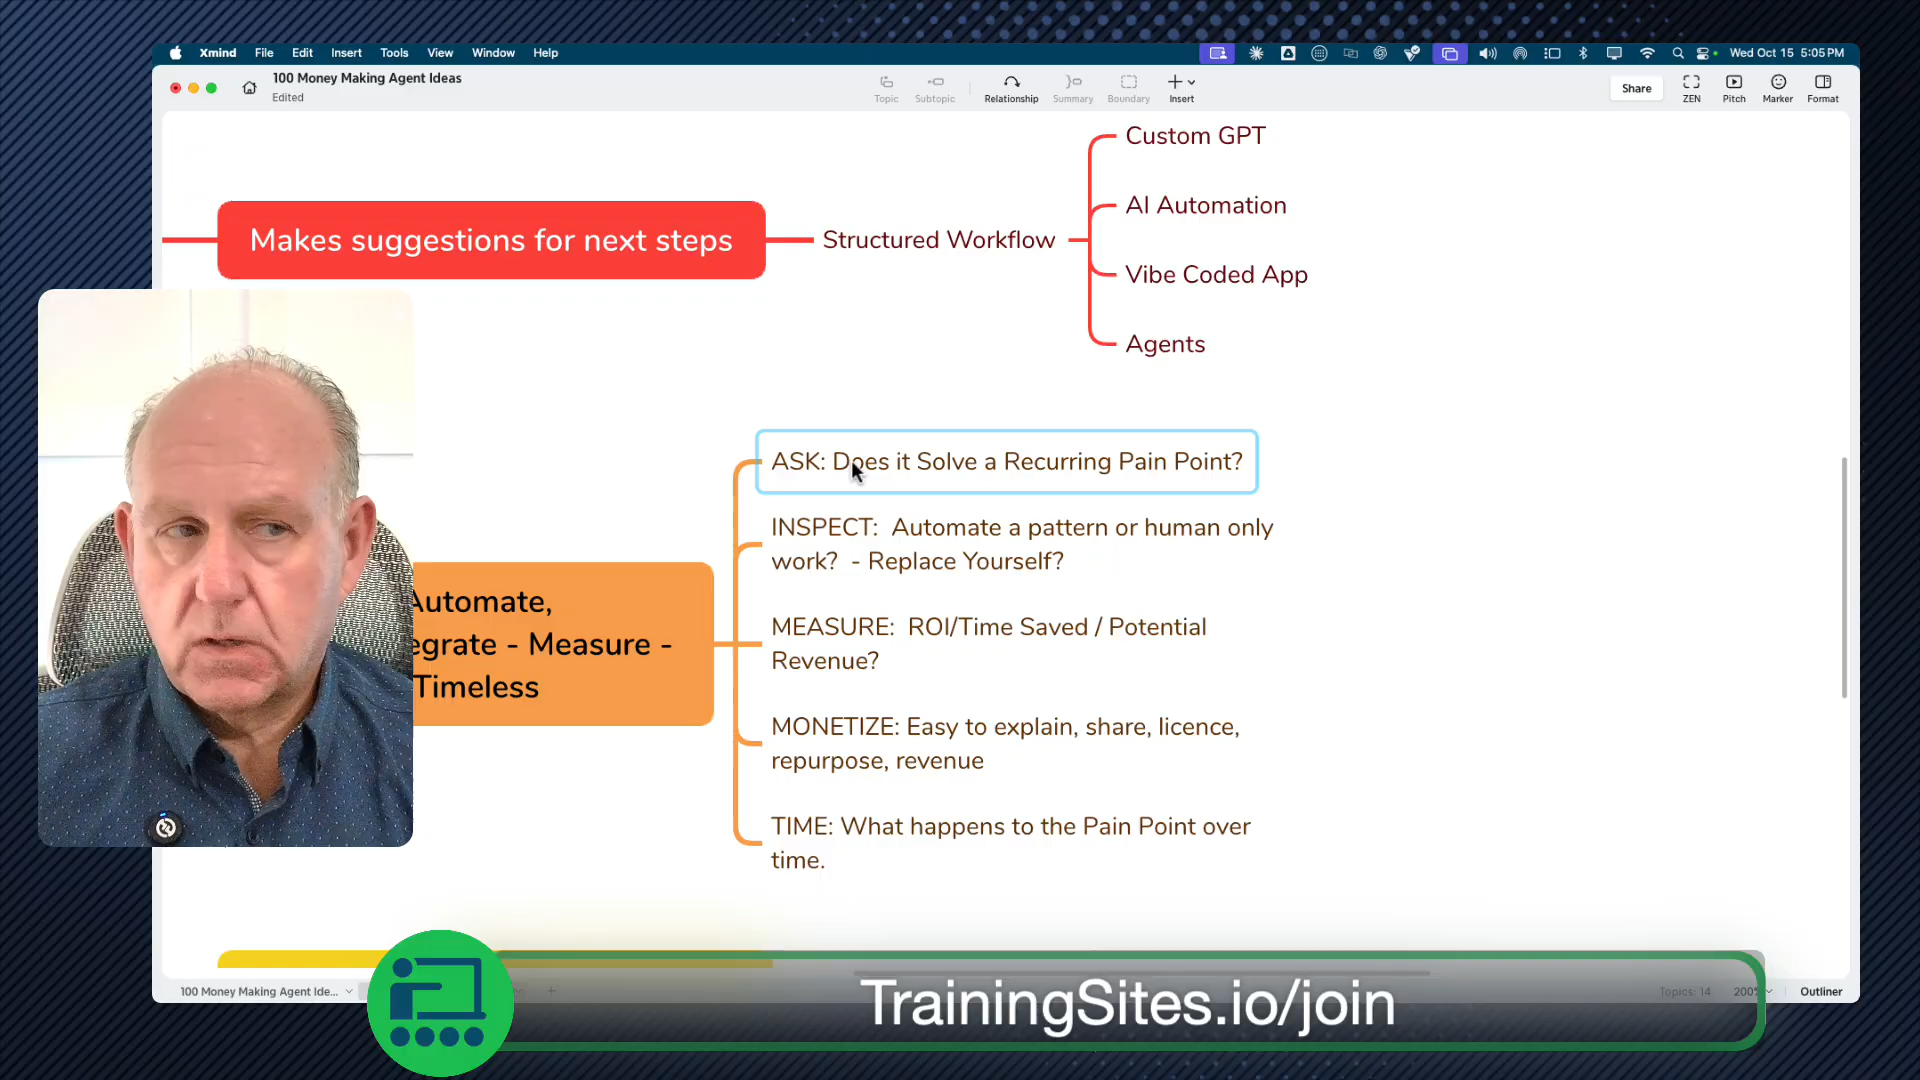 Xmind File Edit Insert Tools View Window Help
Wed Oct 15 5:05 PM
100 Money Making Agent Ideas
Edited
Topic Subtopic Relationship Summary Boundary Insert
Share ZEN Pitch Marker Format
Custom GPT
AI Automation
Makes suggestions for next steps
Structured Workflow
Vibe Coded App
Agents
ASK: Does it Solve a Recurring Pain Point?
INSPECT: Automate a pattern or human only
work? - Replace Yourself?
Automate,
egrate - Measure -
Timeless
MEASURE: ROI/Time Saved / Potential
Revenue?
MONETIZE: Easy to explain, share, licence,
repurpose, revenue
TIME: What happens to the Pain Point over
time.
100 Money Making Agent Ide...
Topics: 14 200% Outliner
TrainingSites.io/join